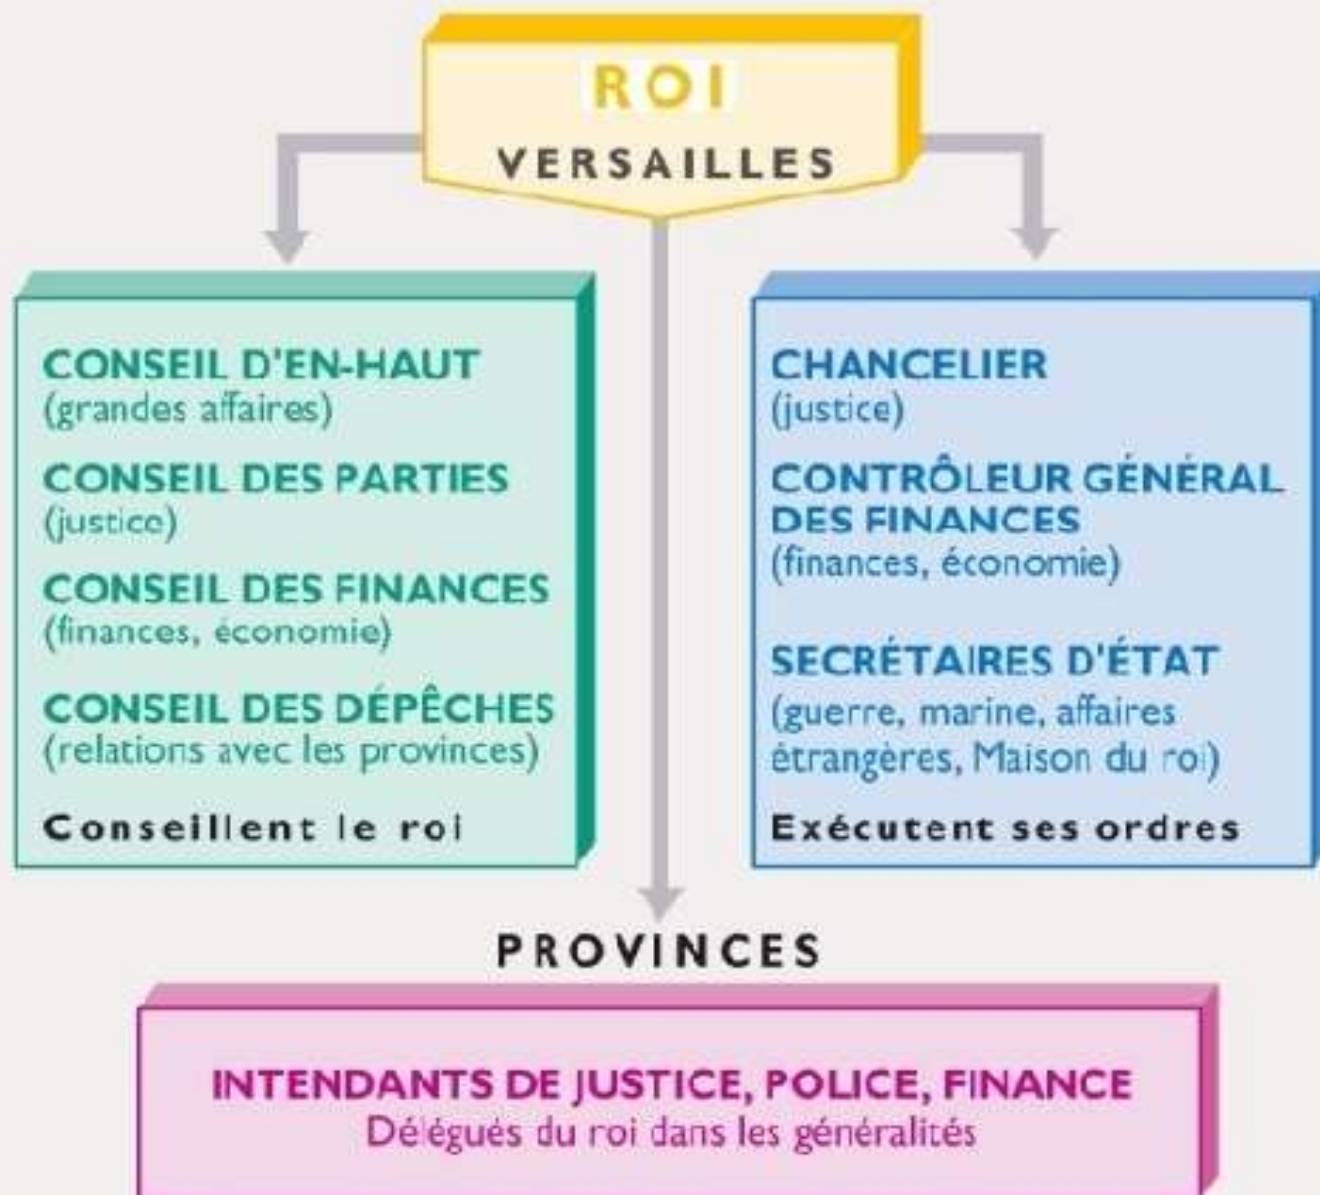 ROI
VERSAILLES
CONSEIL D'EN-HAUT
(grandes affaires)
CONSEIL DES PARTIES
(justice)
CONSEIL DES FINANCES
(finances, économie)
CONSEIL DES DÉPÊCHES
(relations avec les provinces)
Conseillent le roi
CHANCELIER
(justice)
CONTRÔLEUR GÉNÉRAL
DES FINANCES
(finances, économie)
SECRÉTAIRES D'ÉTAT
(guerre, marine, affaires
étrangères, Maison du roi)
Exécutent ses ordres
PROVINCES
INTENDANTS DE JUSTICE, POLICE, FINANCE
Délégués du roi dans les généralités